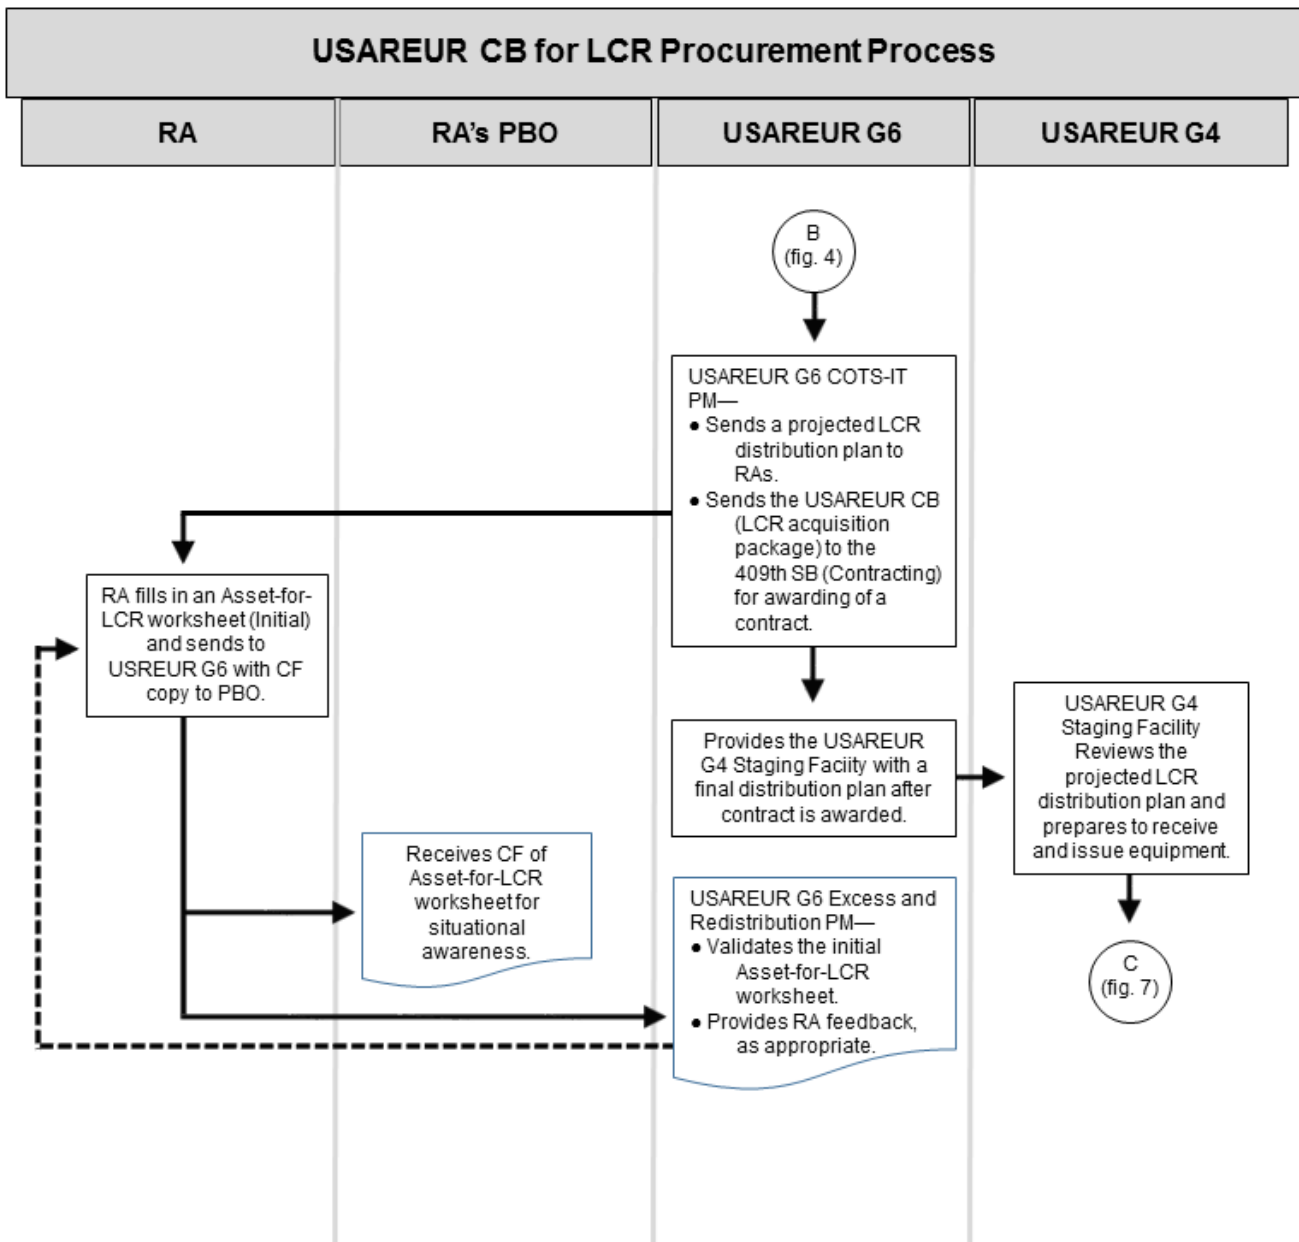 USAREUR CB for LCR Procurement Process
RA
RA's PBO
USAREUR G6
USAREUR G4
B
(fig. 4)
USAREUR G6 COTS-IT
PM—
● Sends a projected LCR
distribution plan to
RAs.
● Sends the USAREUR CB
(LCR acquisition
package) to the
409th SB (Contracting)
for awarding of a
contract.
RA fills in an Asset-for-
LCR worksheet (Initial)
and sends to
USREUR G6 with CF
copy to PBO.
Provides the USAREUR
G4 Staging Faciity with a
final distribution plan after
contract is awarded.
USAREUR G4
Staging Facility
Reviews the
projected LCR
distribution plan and
prepares to receive
and issue equipment.
Receives CF of
Asset-for-LCR
worksheet for
situational
awareness.
USAREUR G6 Excess and
Redistribution PM—
● Validates the initial
Asset-for-LCR
worksheet.
● Provides RA feedback,
as appropriate.
C
(fig. 7)